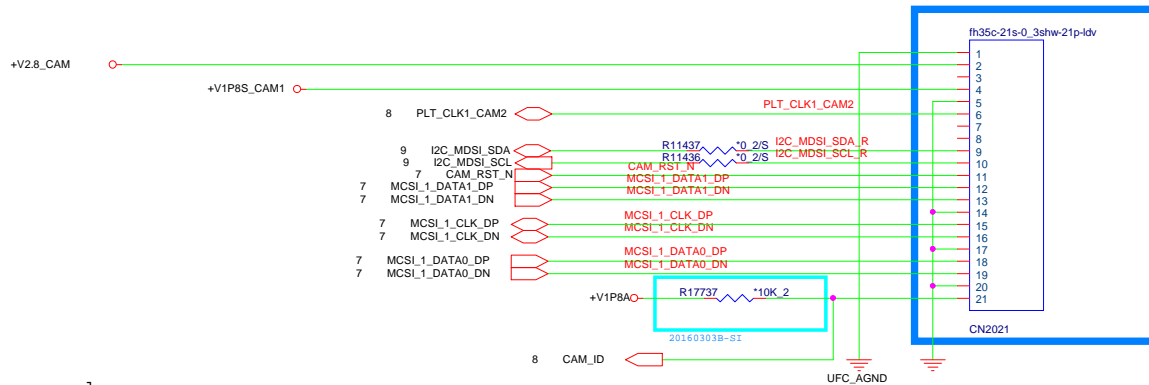 fh35c-21s-0_3shw-21p-ldv
1
+V2.8_CAM 2
3
+V1P8S_CAM1 4
5
8 PLT_CLK1_CAM2 PLT_CLK1_CAM2 6
7
8
9 I2C_MDSI_SDA R11437 *0_2/S I2C_MDSI_SDA_R 9
9 I2C_MDSI_SCL R11436 *0_2/S I2C_MDSI_SCL_R 10
7 CAM_RST_N CAM_RST_N 11
7 MCSI_1_DATA1_DP MCSI_1_DATA1_DP 12
7 MCSI_1_DATA1_DN MCSI_1_DATA1_DN 13
14
7 MCSI_1_CLK_DP MCSI_1_CLK_DP 15
7 MCSI_1_CLK_DN MCSI_1_CLK_DN 16
17
7 MCSI_1_DATA0_DP MCSI_1_DATA0_DP 18
7 MCSI_1_DATA0_DN MCSI_1_DATA0_DN 19
20
+V1P8A R17737 *10K_2 21
CN2021
20160303B-SI
8 CAM_ID
UFC_AGND